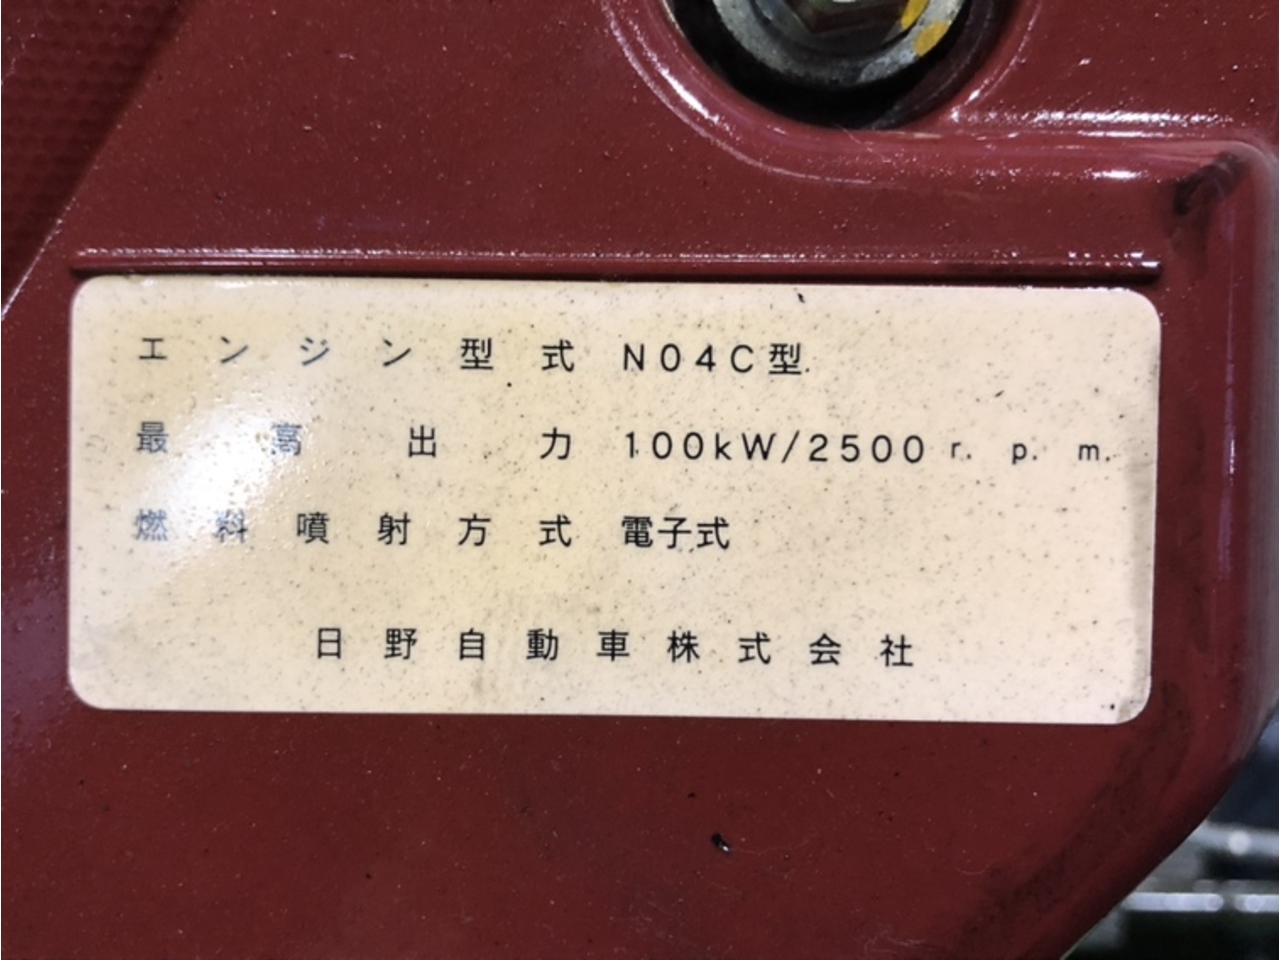 エンジン型式 N04C型
最高出力 100kW/2500r.p.m.
燃料噴射方式 電子式
日野自動車株式会社